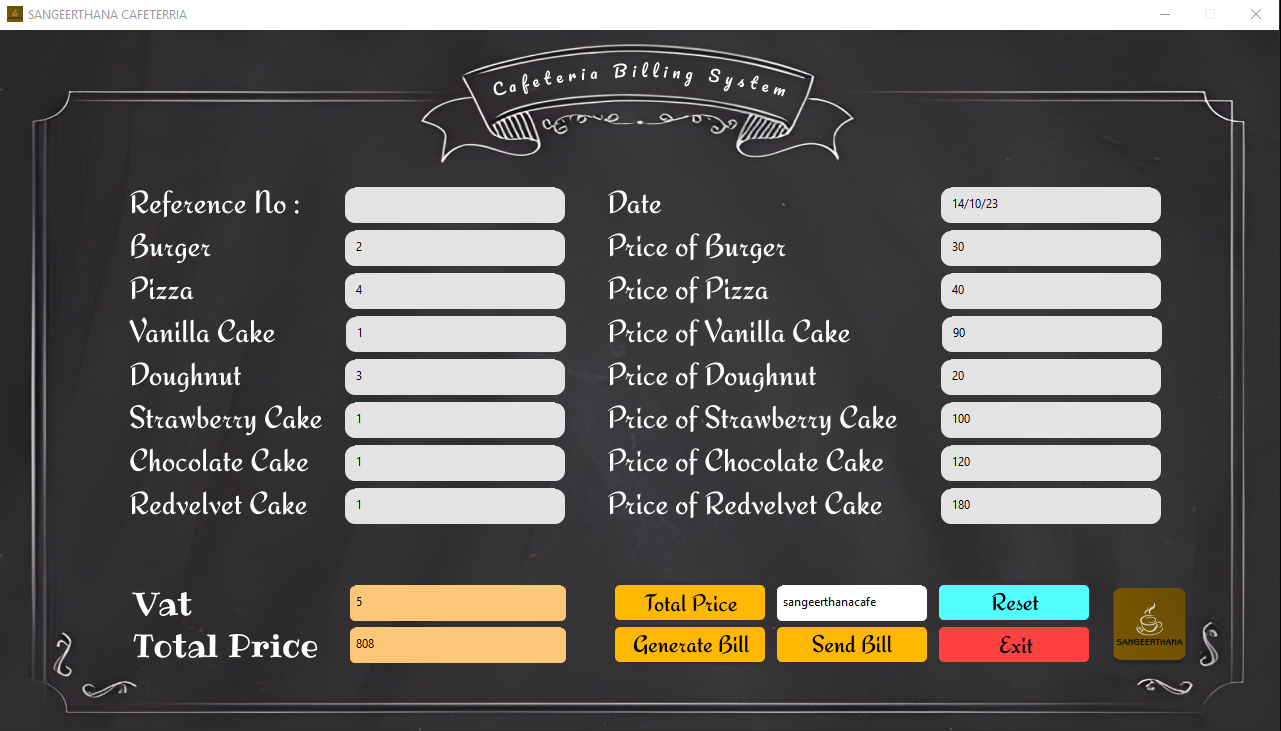 SANGEERTHANA CAFETERRIA
Cafeteria Billing System
Reference No : Date 14/10/23
Burger 2 Price of Burger 30
Pizza 4 Price of Pizza 40
Vanilla Cake 1 Price of Vanilla Cake 90
Doughnut 3 Price of Doughnut 20
Strawberry Cake 1 Price of Strawberry Cake 100
Chocolate Cake 1 Price of Chocolate Cake 120
Redvelvet Cake 1 Price of Redvelvet Cake 180
Vat 5 Total Price sangeerthanacafe Reset
Total Price 808 Generate Bill Send Bill Exit
SANGEERTHANA